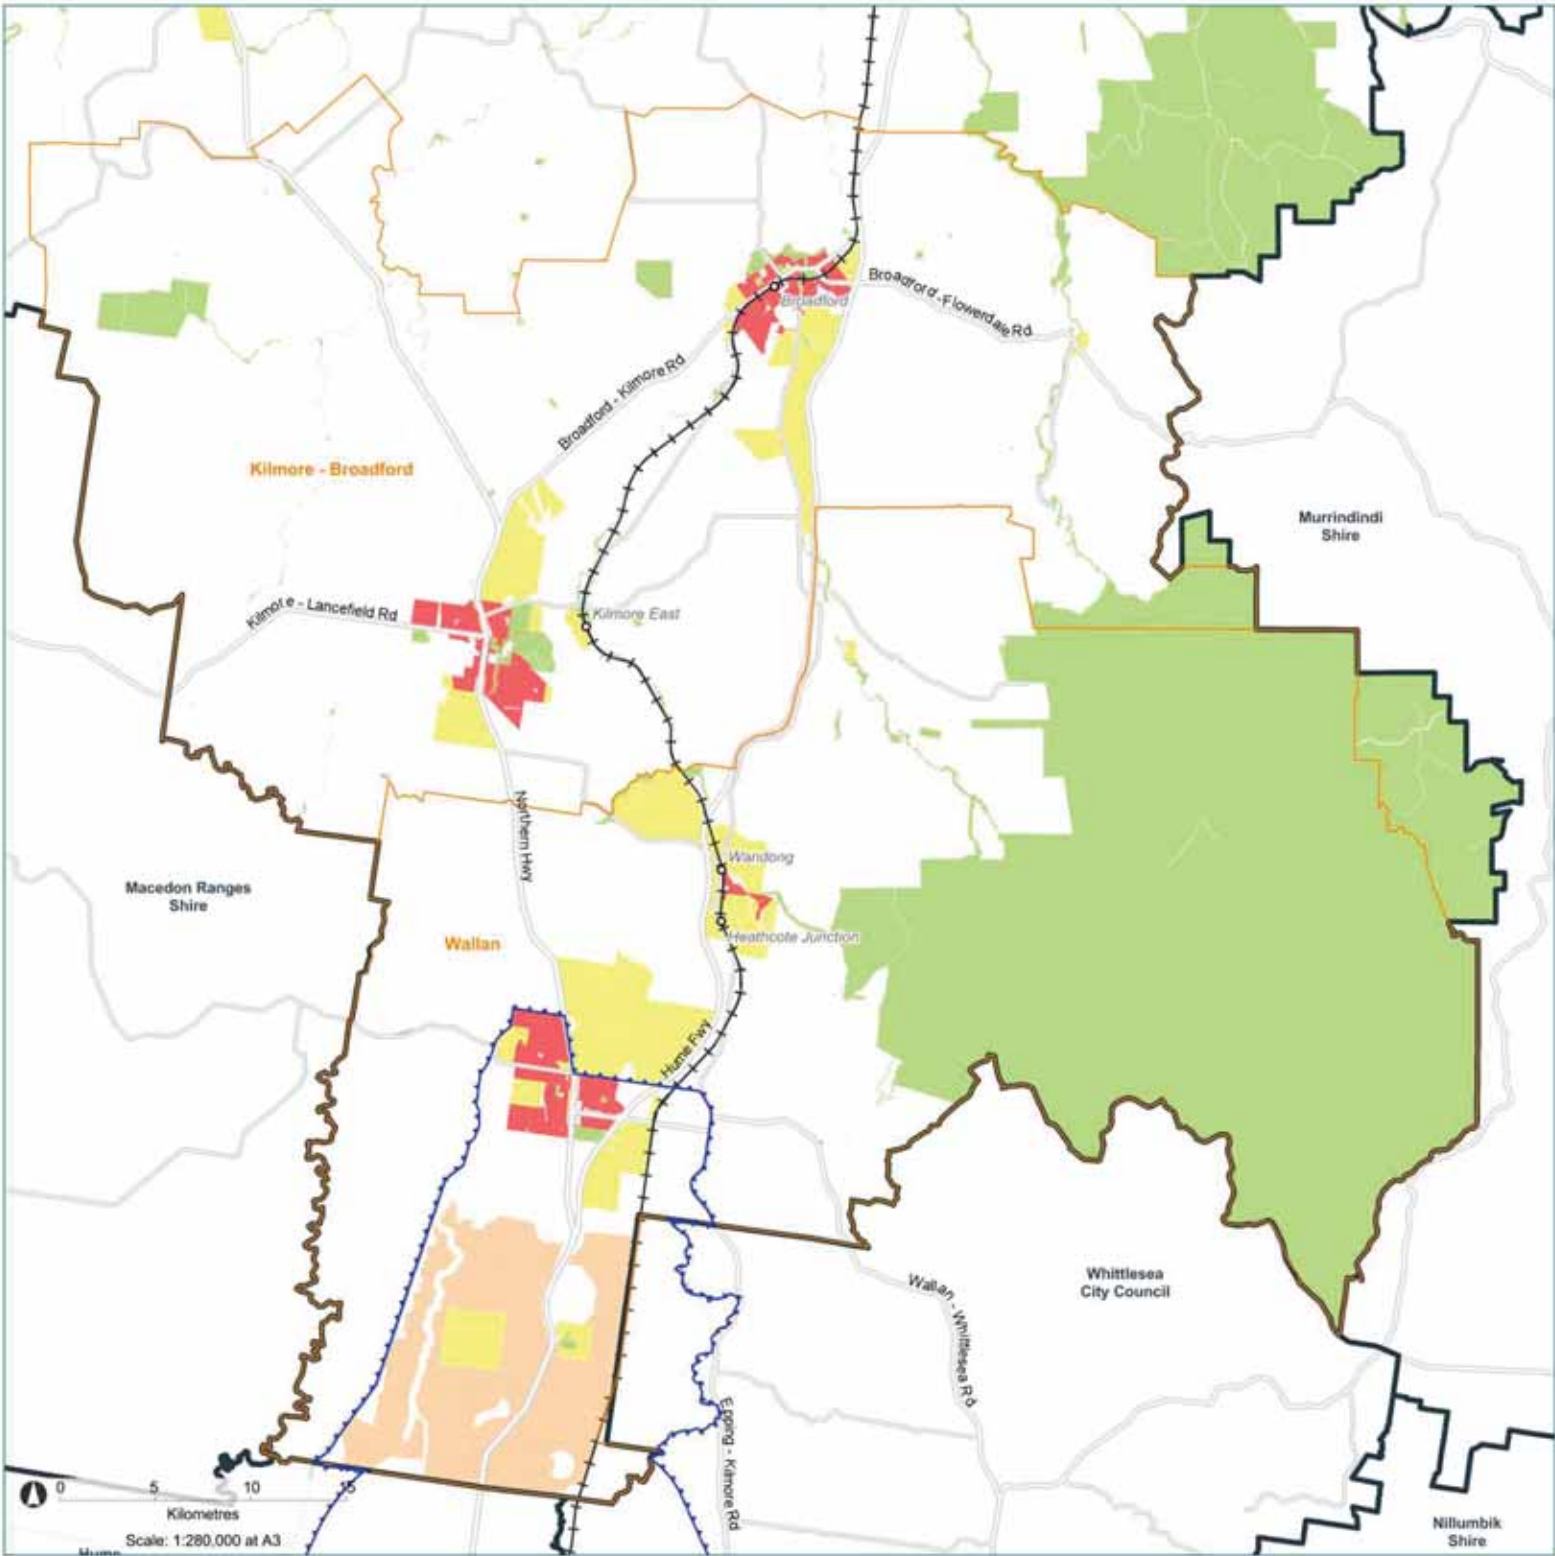 Broadford
Broadford-Flowerdale Rd
Broadford - Kilmore Rd
Kilmore - Broadford
Murrindindi
Shire
Kilmore - Lancefield Rd
Kilmore East
Northern Hwy
Wandong
Macedon Ranges
Shire
Heathcote Junction
Wallan
Hume Fwy
Whittlesea
City Council
Wallan - Whittlesea Rd
Epping - Kilmore Rd
0 5 10 15
Kilometres
Scale: 1:280,000 at A3
Hume
Nillumbik
Shire